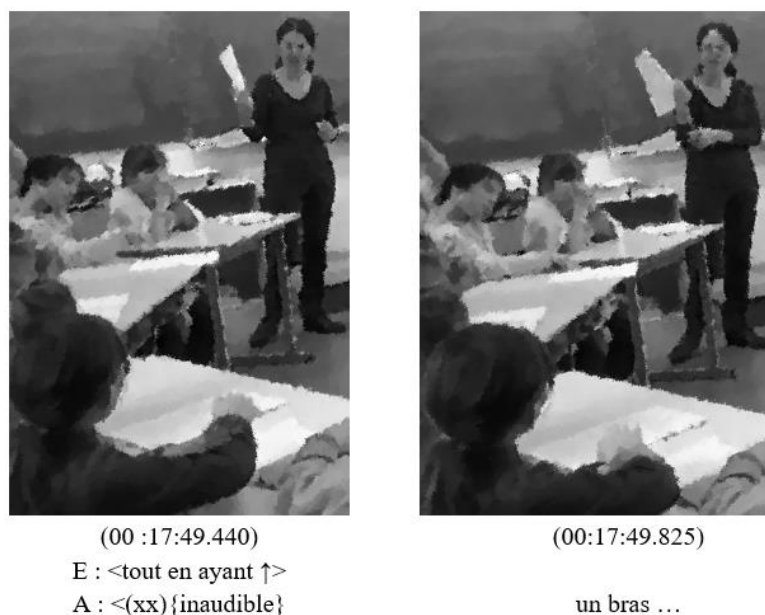 (00 :17:49.440)
(00:17:49.825)
E : <tout en ayant ↑>
A : <(xx){inaudible}
un bras …